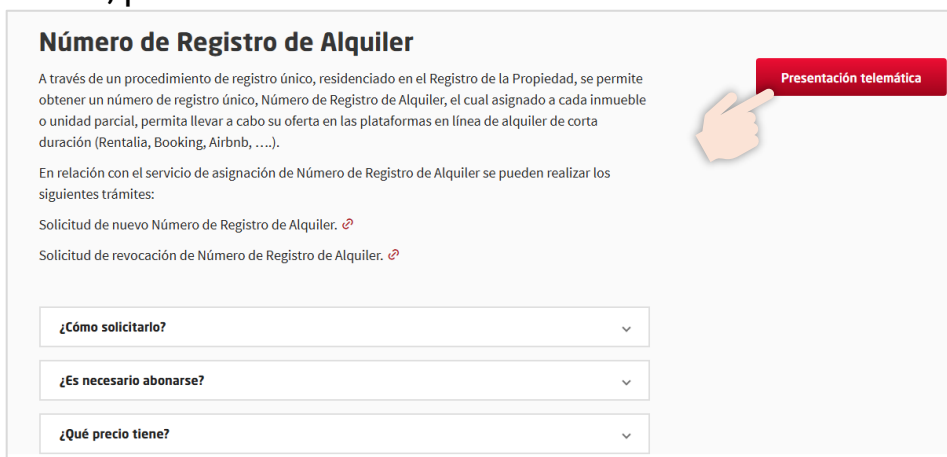 Número de Registro de Alquiler
A través de un procedimiento de registro único, residenciado en el Registro de la Propiedad, se permite
obtener un número de registro único, Número de Registro de Alquiler, el cual asignado a cada inmueble
o unidad parcial, permita llevar a cabo su oferta en las plataformas en línea de alquiler de corta
duración (Rentalia, Booking, Airbnb, ....).
En relación con el servicio de asignación de Número de Registro de Alquiler se pueden realizar los
siguientes trámites:
Solicitud de nuevo Número de Registro de Alquiler.
Solicitud de revocación de Número de Registro de Alquiler.
¿Cómo solicitarlo?
¿Es necesario abonarse?
¿Qué precio tiene?
Presentación telemática